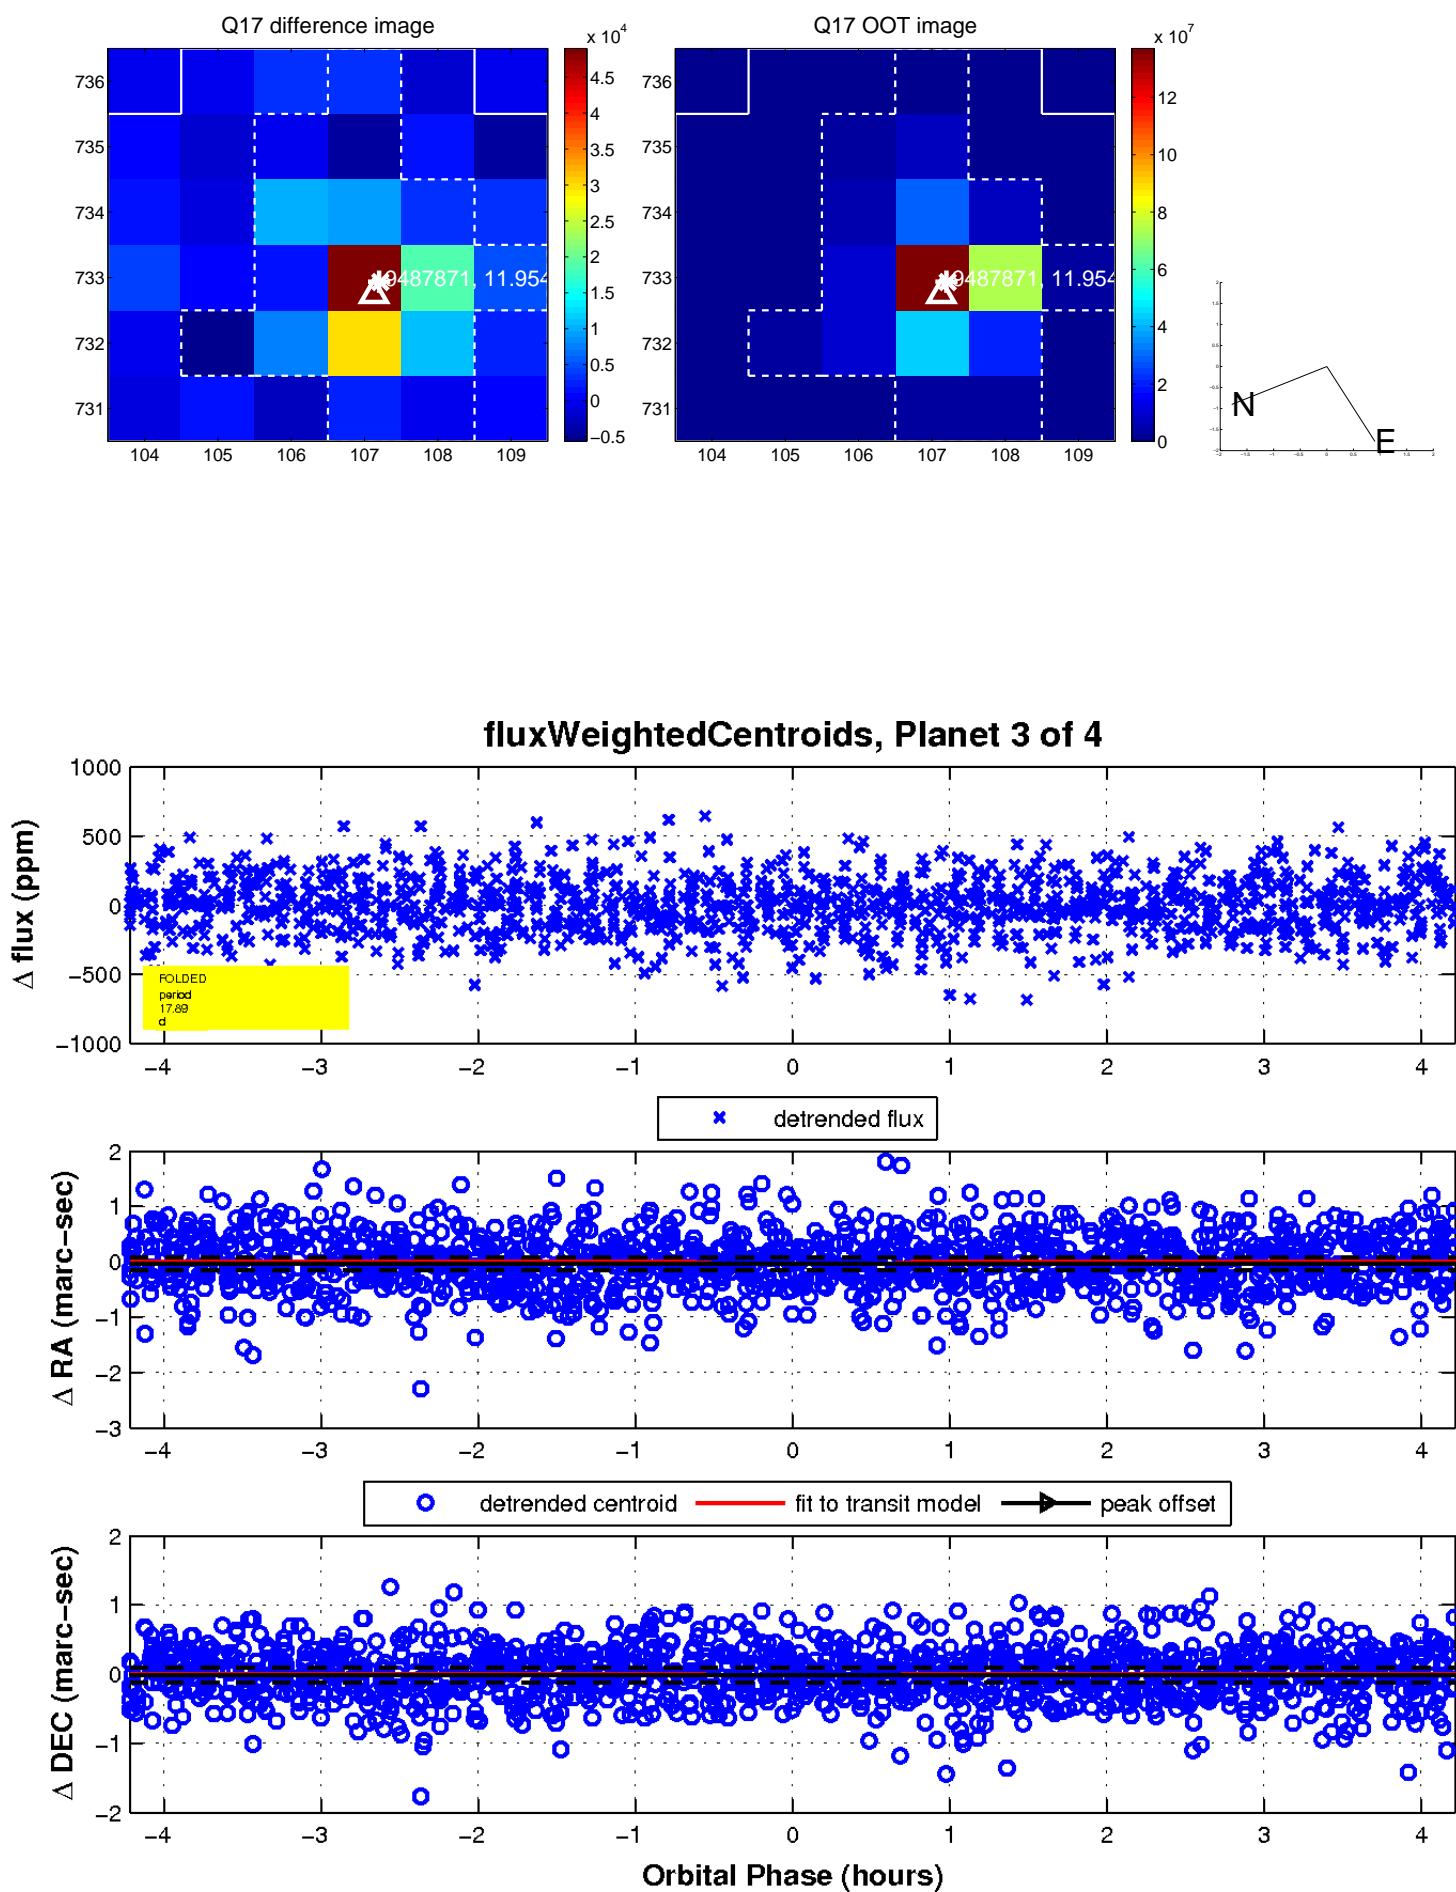 Q17 difference image
Q17 OOT image
x 10^4
x 10^7
736
735
734
733
732
731
104 105 106 107 108 109
4.5
4
3.5
3
2.5
2
1.5
1
0.5
0
−0.5
9487871, 11.954
736
735
734
733
732
731
104 105 106 107 108 109
12
10
8
6
4
2
0
9487871, 11.954
N
E
fluxWeightedCentroids, Planet 3 of 4
Δ flux (ppm)
1000
500
0
−500
−1000
FOLDED
period
17.89
d
−4 −3 −2 −1 0 1 2 3 4
detrended flux
Δ RA (marc−sec)
2
1
0
−1
−2
−3
−4 −3 −2 −1 0 1 2 3 4
detrended centroid fit to transit model peak offset
Δ DEC (marc−sec)
2
1
0
−1
−2
−4 −3 −2 −1 0 1 2 3 4
Orbital Phase (hours)